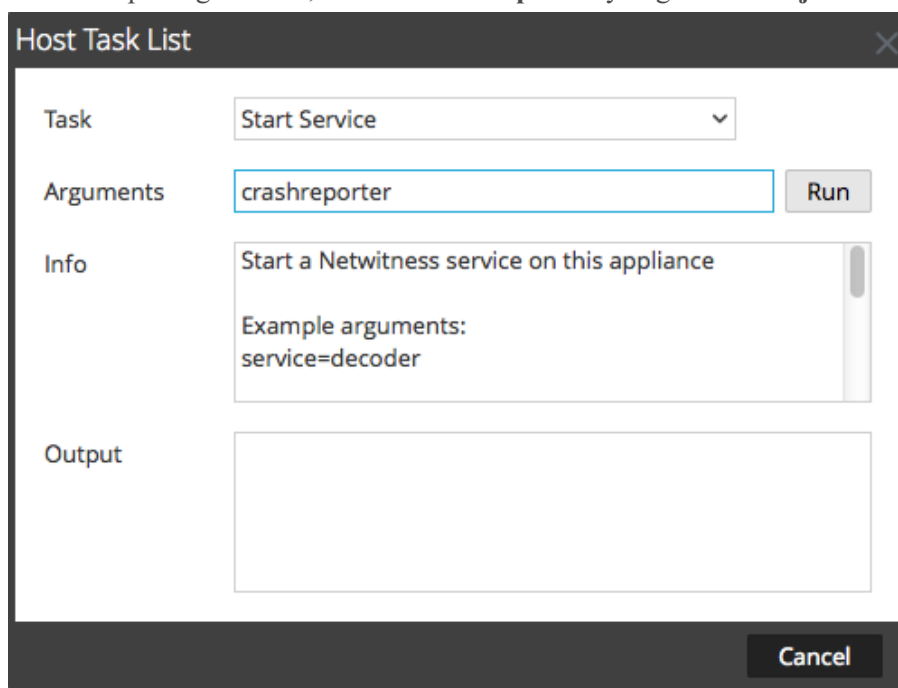 Host Task List
Task
Start Service
Arguments
crashreporter
Run
Info
Start a Netwitness service on this appliance
Example arguments:
service=decoder
Output
Cancel